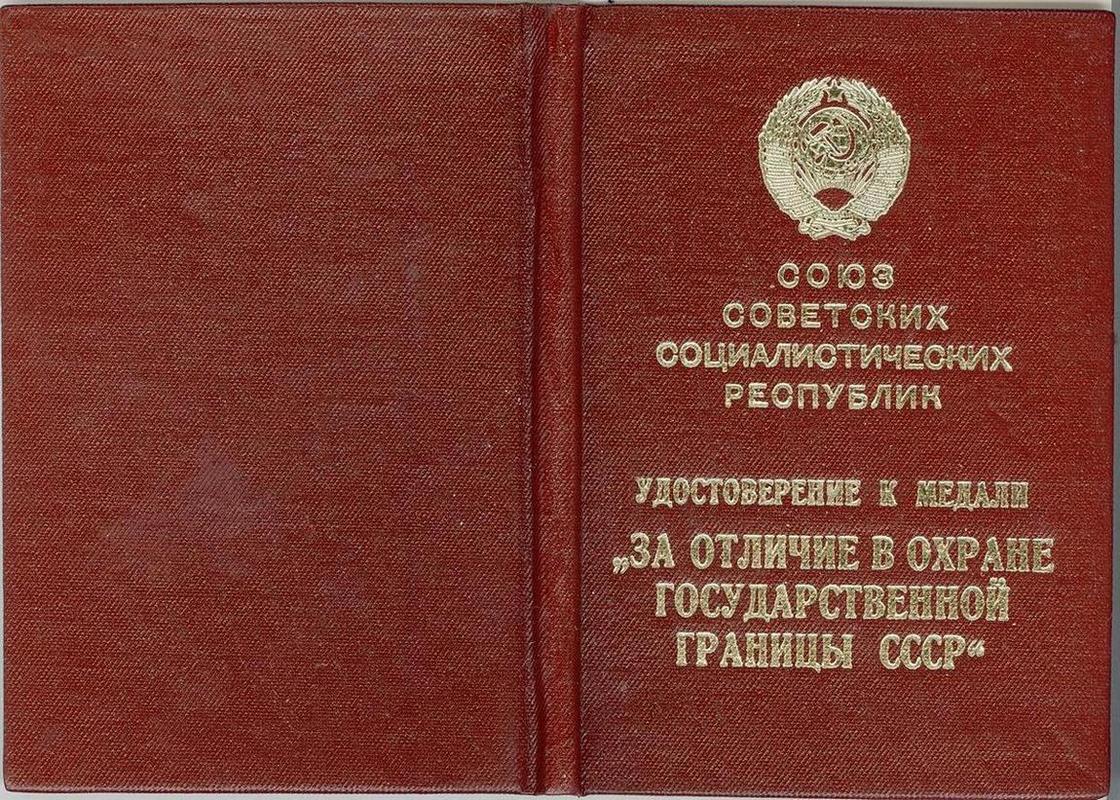 СОЮЗ
СОВЕТСКИХ
СОЦИАЛИСТИЧЕСКИХ
РЕСПУБЛИК
УДОСТОВЕРЕНИЕ К МЕДАЛИ
„ЗА ОТЛИЧИЕ В ОХРАНЕ
ГОСУДАРСТВЕННОЙ
ГРАНИЦЫ СССР“